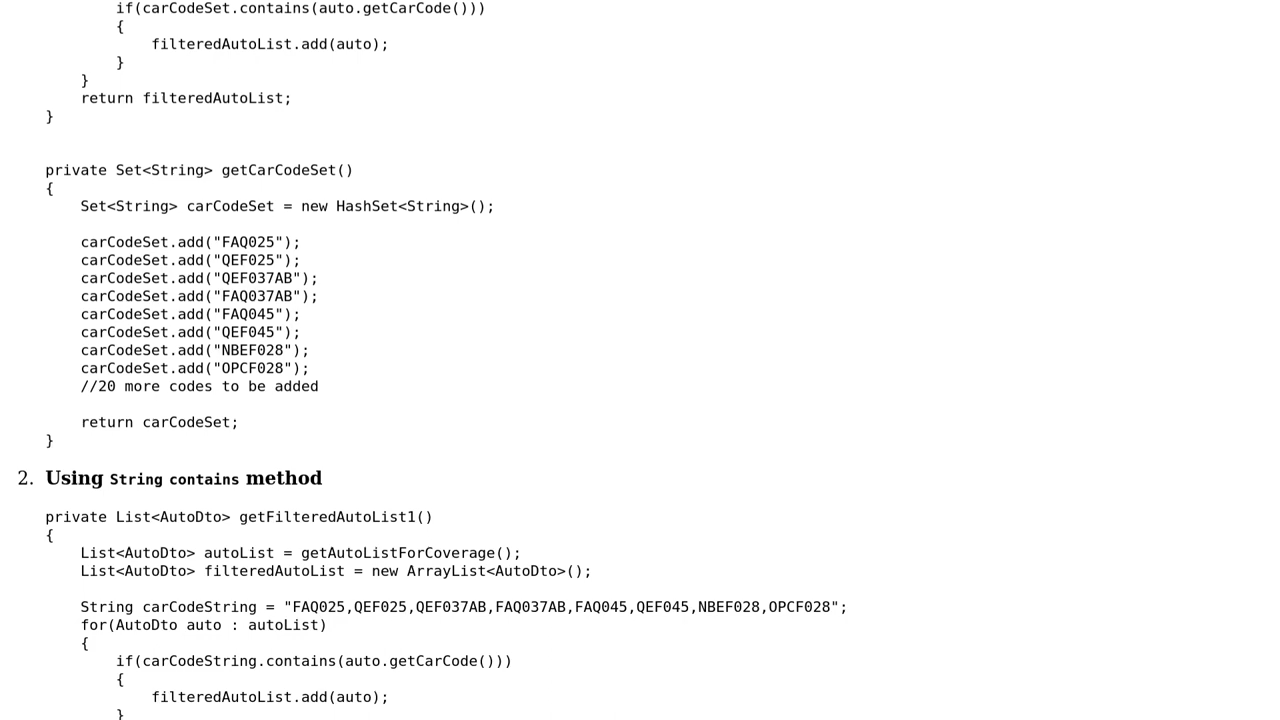 if(carCodeSet.contains(auto.getCarCode()))
{
filteredAutoList.add(auto);
}
}
return filteredAutoList;
}
private Set<String> getCarCodeSet()
{
Set<String> carCodeSet = new HashSet<String>();
carCodeSet.add("FAQ025");
carCodeSet.add("QEF025");
carCodeSet.add("QEF037AB");
carCodeSet.add("FAQ037AB");
carCodeSet.add("FAQ045");
carCodeSet.add("QEF045");
carCodeSet.add("NBEF028");
carCodeSet.add("OPCF028");
//20 more codes to be added
return carCodeSet;
}
2. Using String contains method
private List<AutoDto> getFilteredAutoList1()
{
List<AutoDto> autoList = getAutoListForCoverage();
List<AutoDto> filteredAutoList = new ArrayList<AutoDto>();
String carCodeString = "FAQ025,QEF025,QEF037AB,FAQ037AB,FAQ045,QEF045,NBEF028,OPCF028";
for(AutoDto auto : autoList)
{
if(carCodeString.contains(auto.getCarCode()))
{
filteredAutoList.add(auto);
}